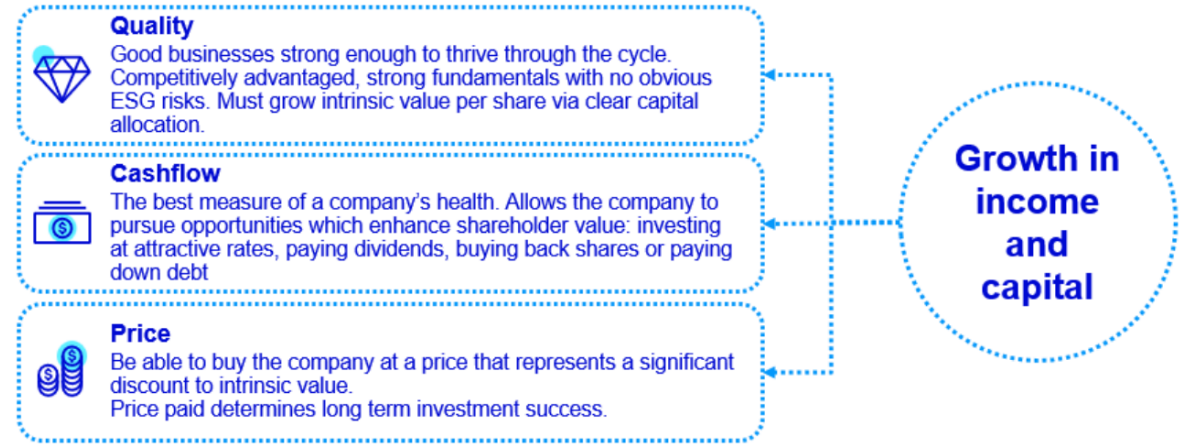 Quality
Good businesses strong enough to thrive through the cycle.
Competitively advantaged, strong fundamentals with no obvious
ESG risks. Must grow intrinsic value per share via clear capital
allocation.
Cashflow
The best measure of a company's health. Allows the company to
pursue opportunities which enhance shareholder value: investing
at attractive rates, paying dividends, buying back shares or paying
down debt
Price
Be able to buy the company at a price that represents a significant
discount to intrinsic value.
Price paid determines long term investment success.
Growth in
income
and
capital